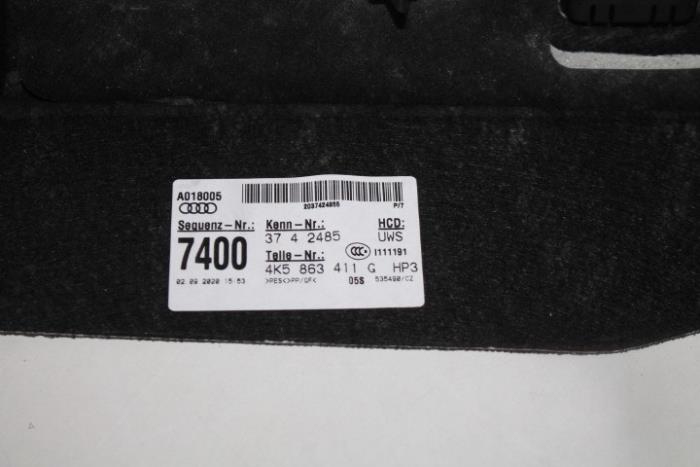 A018005
2037424855 P/T
Sequenz-Nr.: Kenn-Nr.: HCD:
7400 37 4 2485 UWS
Teile-Nr.: I111191
4K5 863 411 G HP3
02 09 2020 15:53 >PES<>PP/GF< 05S 535490/CZ